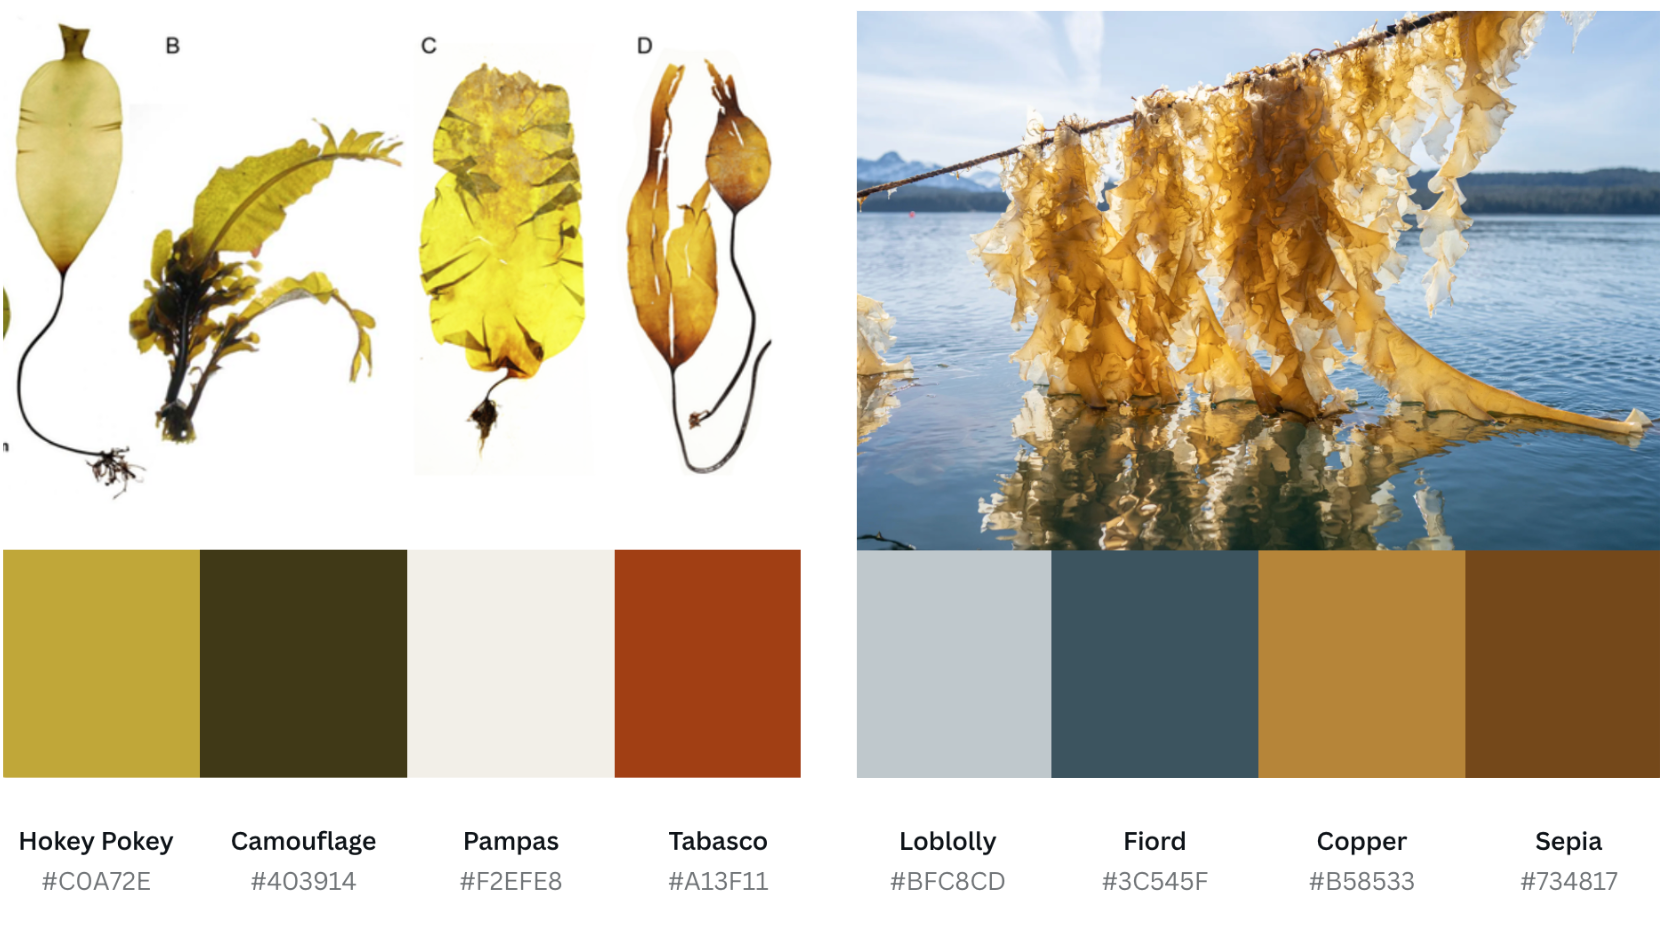 B
C
D
Hokey Pokey
#C0A72E
Camouflage
#403914
Pampas
#F2EFE8
Tabasco
#A13F11
Loblolly
#BFC8CD
Fiord
#3C545F
Copper
#B58533
Sepia
#734817